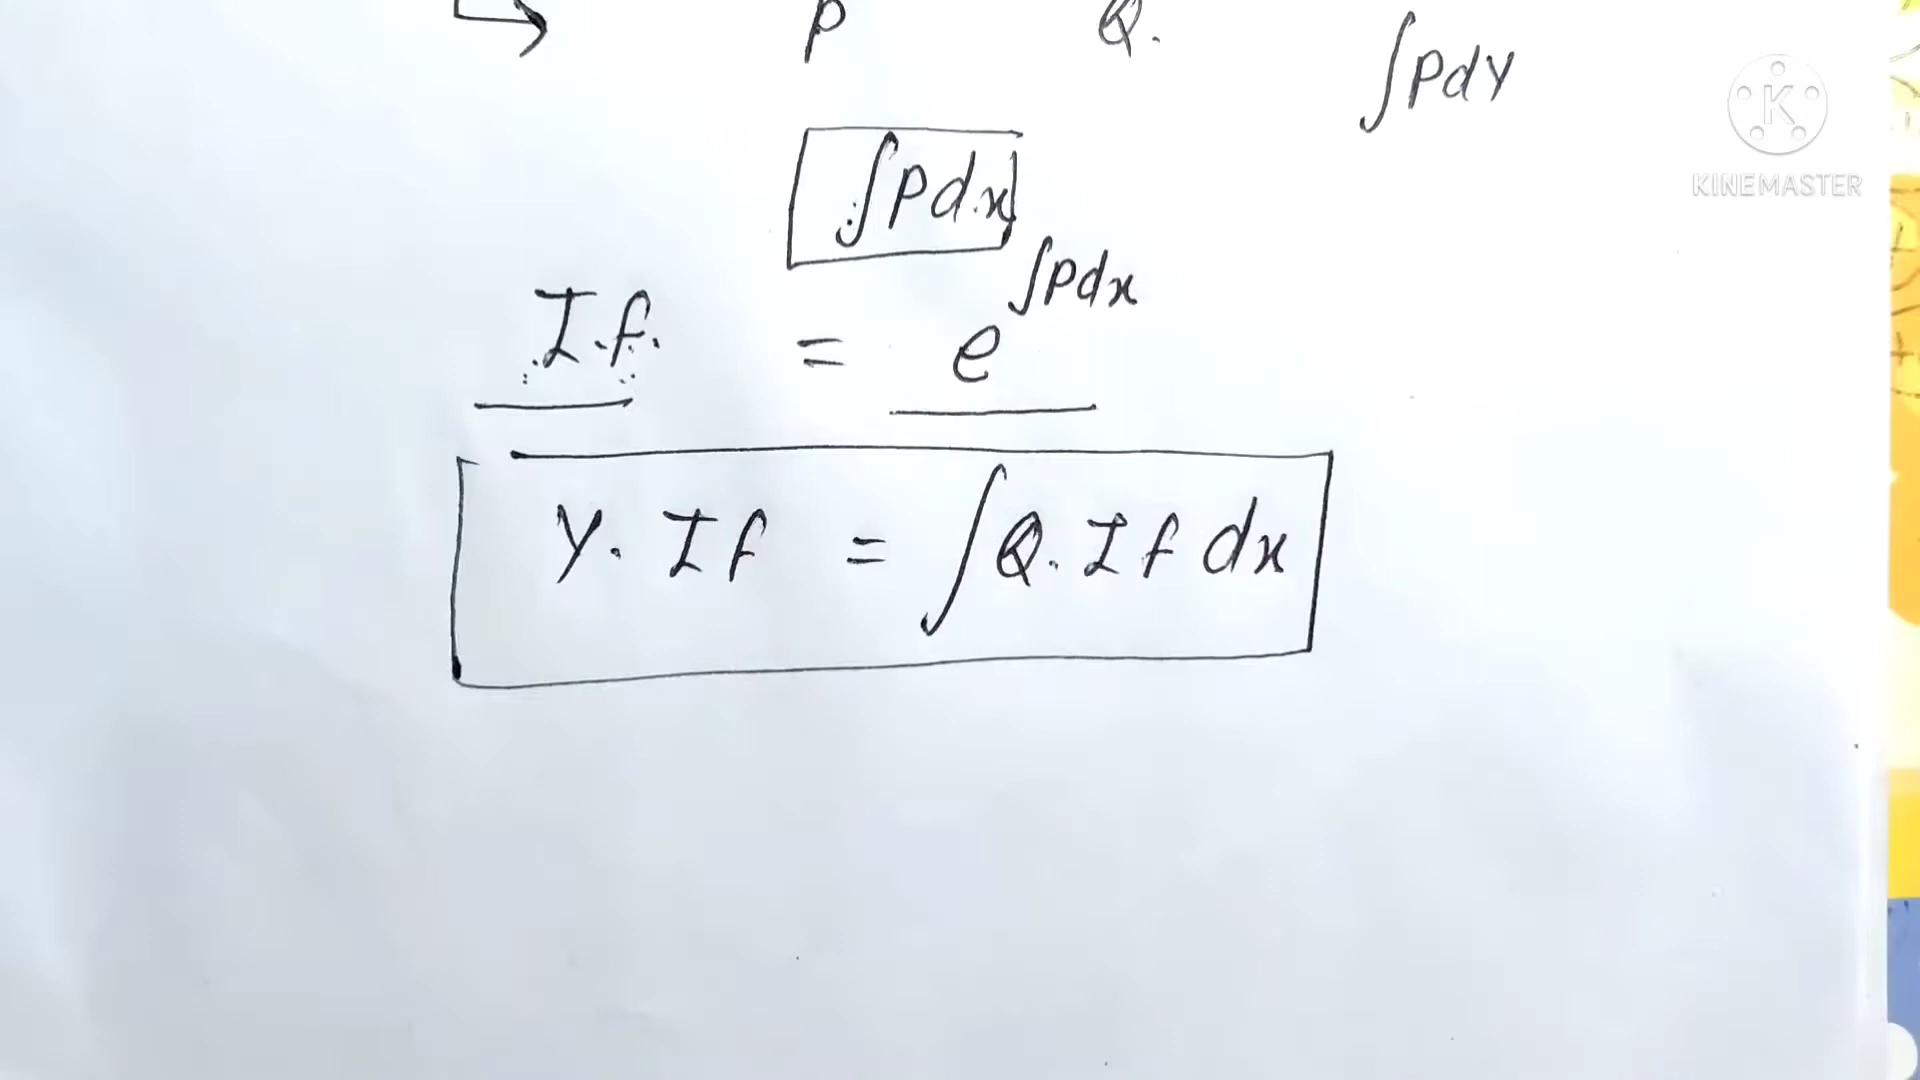 P Q.
∫Pdy
∫Pdx
I.f. = e^∫Pdx
Y. If = ∫Q. If dx
KINEMASTER